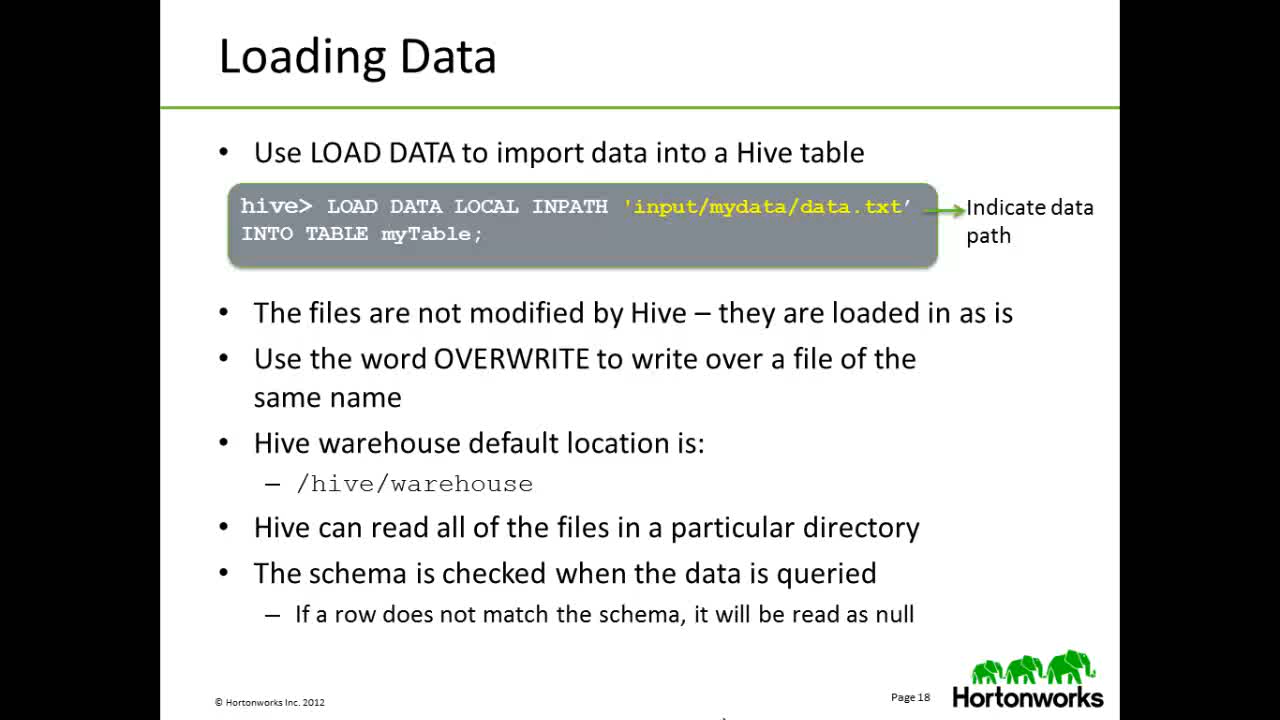 Loading Data
• Use LOAD DATA to import data into a Hive table
hive> LOAD DATA LOCAL INPATH 'input/mydata/data.txt’
INTO TABLE myTable;
Indicate data
path
• The files are not modified by Hive – they are loaded in as is
• Use the word OVERWRITE to write over a file of the
same name
• Hive warehouse default location is:
– /hive/warehouse
• Hive can read all of the files in a particular directory
• The schema is checked when the data is queried
– If a row does not match the schema, it will be read as null
© Hortonworks Inc. 2012
Page 18
Hortonworks